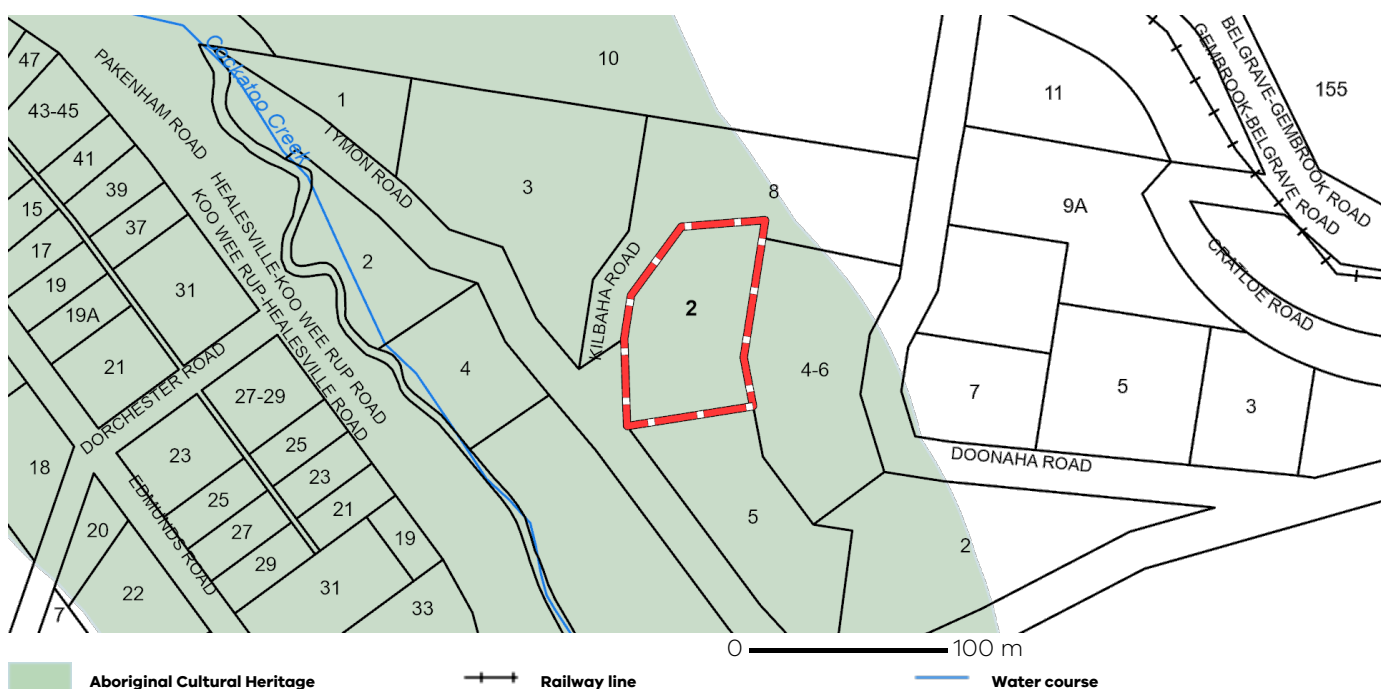 10
155
BELGRAVE-GEMBROOK ROAD
GEMBROOK-BELGRAVE ROAD
47
PAKENHAM ROAD
Cockatoo Creek
43-45
1
TYMON ROAD
11
41
39
3
8
9A
15
37
HEALESVILLE-KOO WEE RUP ROAD
KOO WEE RUP-HEALESVILLE ROAD
17
2
KILBAHA ROAD
CRATLOE ROAD
19
31
2
19A
21
DORCHESTER ROAD
4
4-6
7
5
3
27-29
23
25
18
EDMUNDS ROAD
25
23
DOONAHA ROAD
21
27
20
29
19
5
2
22
31
33
7
0
100 m
Aboriginal Cultural Heritage
Railway line
Water course